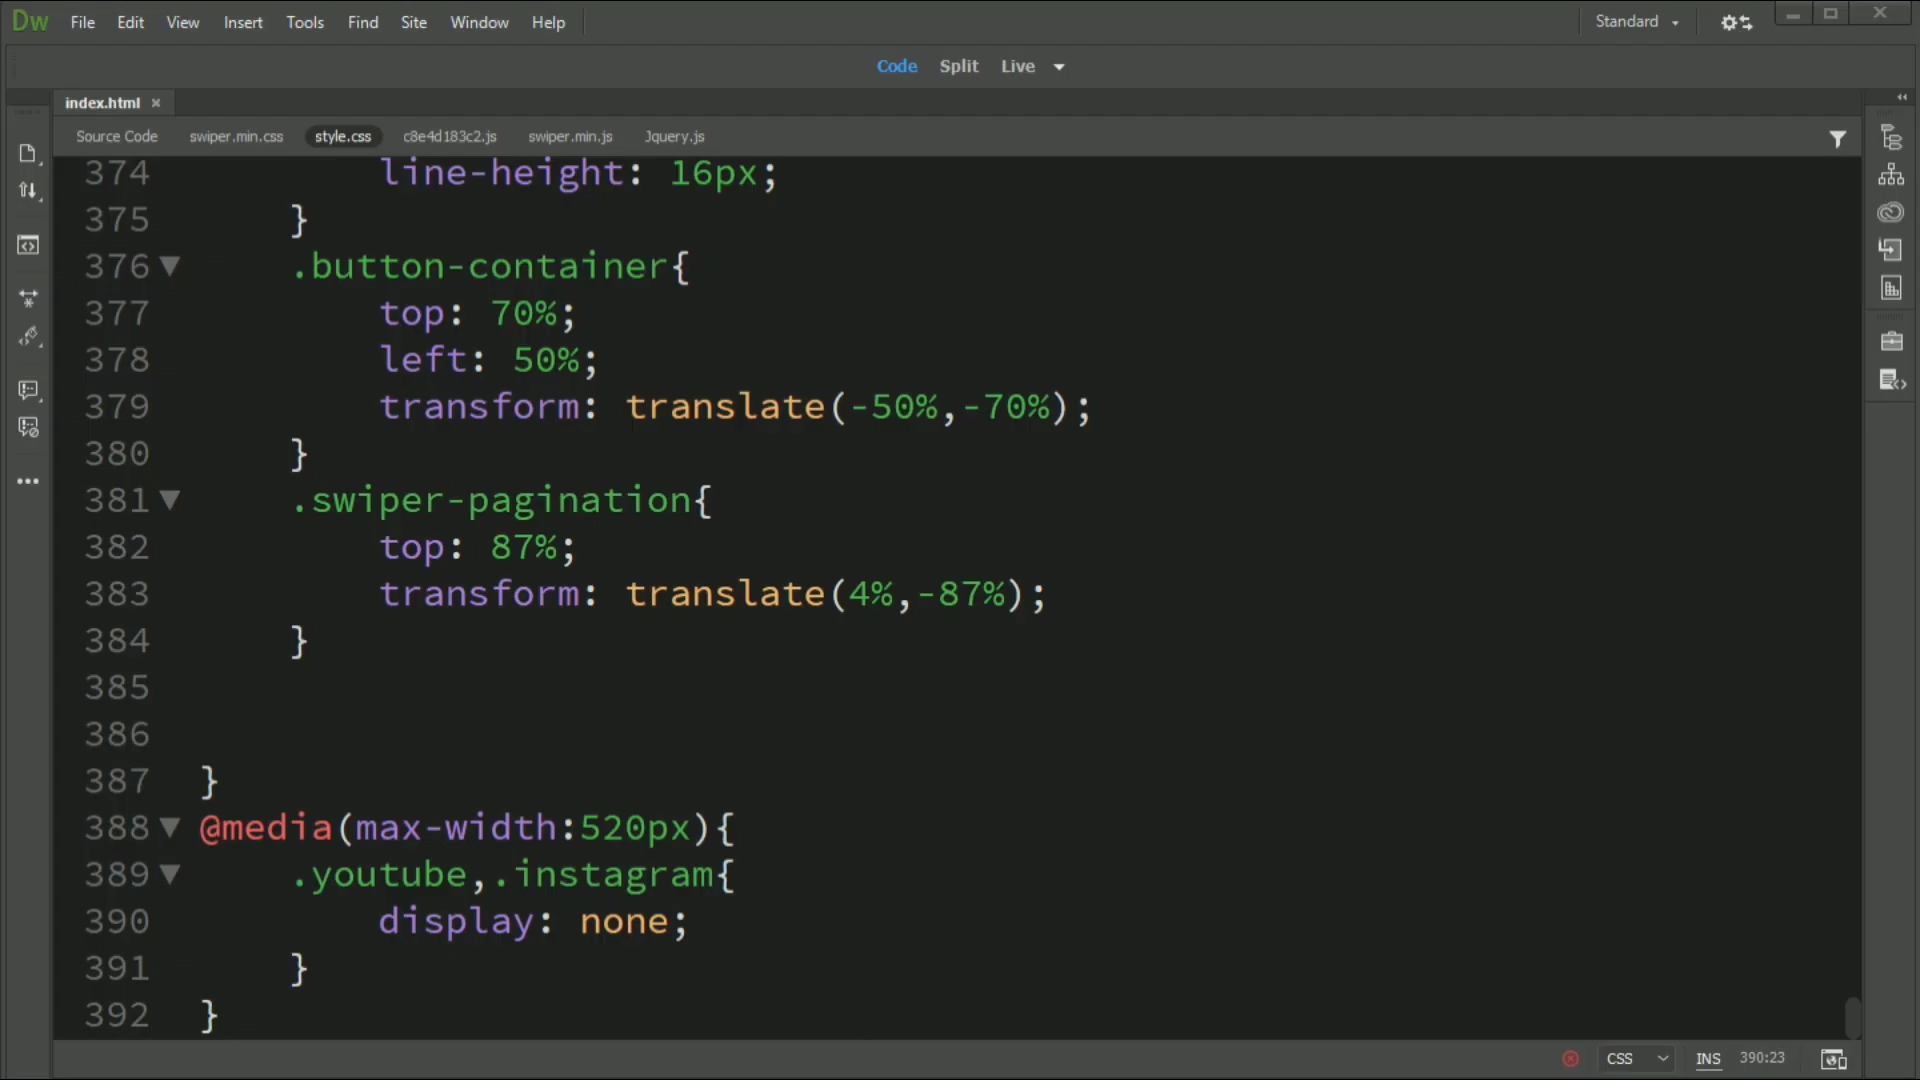 Dw File Edit View Insert Tools Find Site Window Help Standard
Code Split Live
index.html ×
Source Code swiper.min.css style.css c8e4d183c2.js swiper.min.js Jquery.js
374 line-height: 16px;
375 }
376 .button-container{
377 top: 70%;
378 left: 50%;
379 transform: translate(-50%,-70%);
380 }
381 .swiper-pagination{
382 top: 87%;
383 transform: translate(4%,-87%);
384 }
385
386
387 }
388 @media(max-width:520px){
389 .youtube,.instagram{
390 display: none;
391 }
392 }
CSS INS 390:23